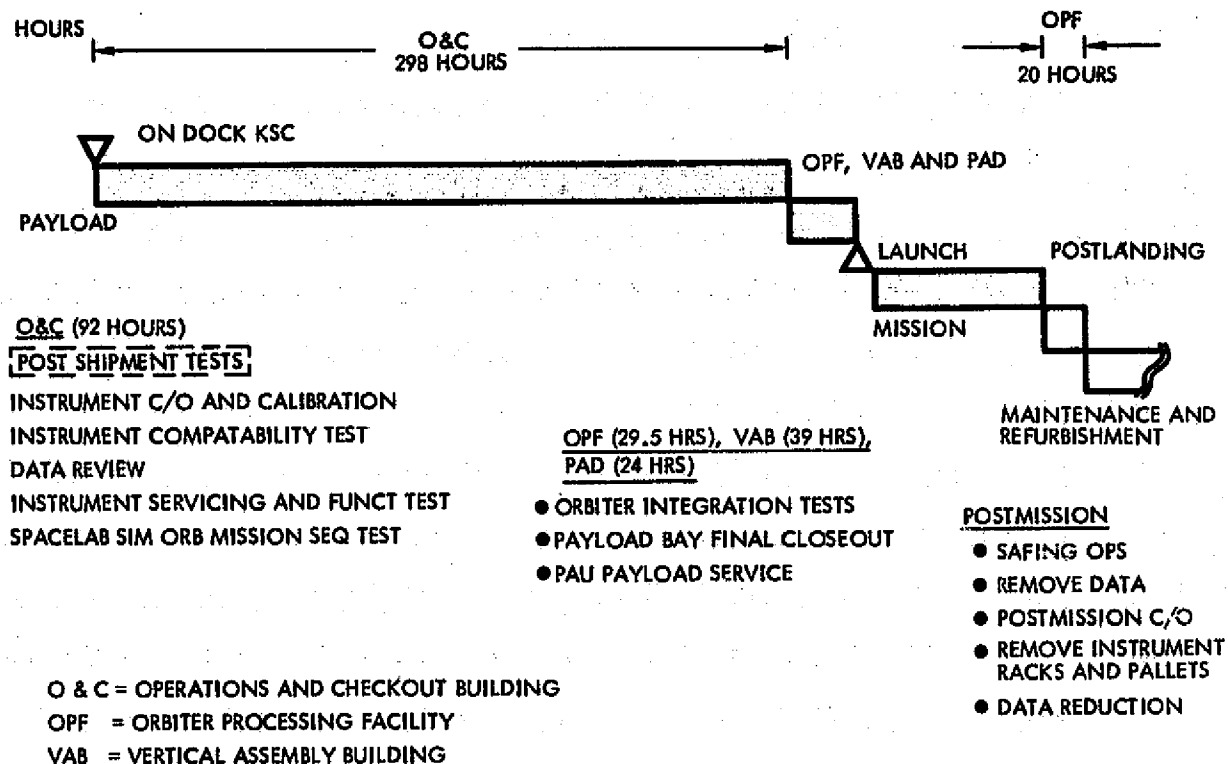 HOURS
O&C
298 HOURS
OPF
20 HOURS
ON DOCK KSC
OPF, VAB AND PAD
PAYLOAD
LAUNCH
POSTLANDING
MISSION
MAINTENANCE AND
REFURBISHMENT
O&C (92 HOURS)
POST SHIPMENT TESTS
INSTRUMENT C/O AND CALIBRATION
INSTRUMENT COMPATABILITY TEST
DATA REVIEW
INSTRUMENT SERVICING AND FUNCT TEST
SPACELAB SIM ORB MISSION SEQ TEST
OPF (29.5 HRS), VAB (39 HRS),
PAD (24 HRS)
● ORBITER INTEGRATION TESTS
● PAYLOAD BAY FINAL CLOSEOUT
● PAU PAYLOAD SERVICE
POSTMISSION
● SAFING OPS
● REMOVE DATA
● POSTMISSION C/O
● REMOVE INSTRUMENT
RACKS AND PALLETS
● DATA REDUCTION
O & C = OPERATIONS AND CHECKOUT BUILDING
OPF = ORBITER PROCESSING FACILITY
VAB = VERTICAL ASSEMBLY BUILDING